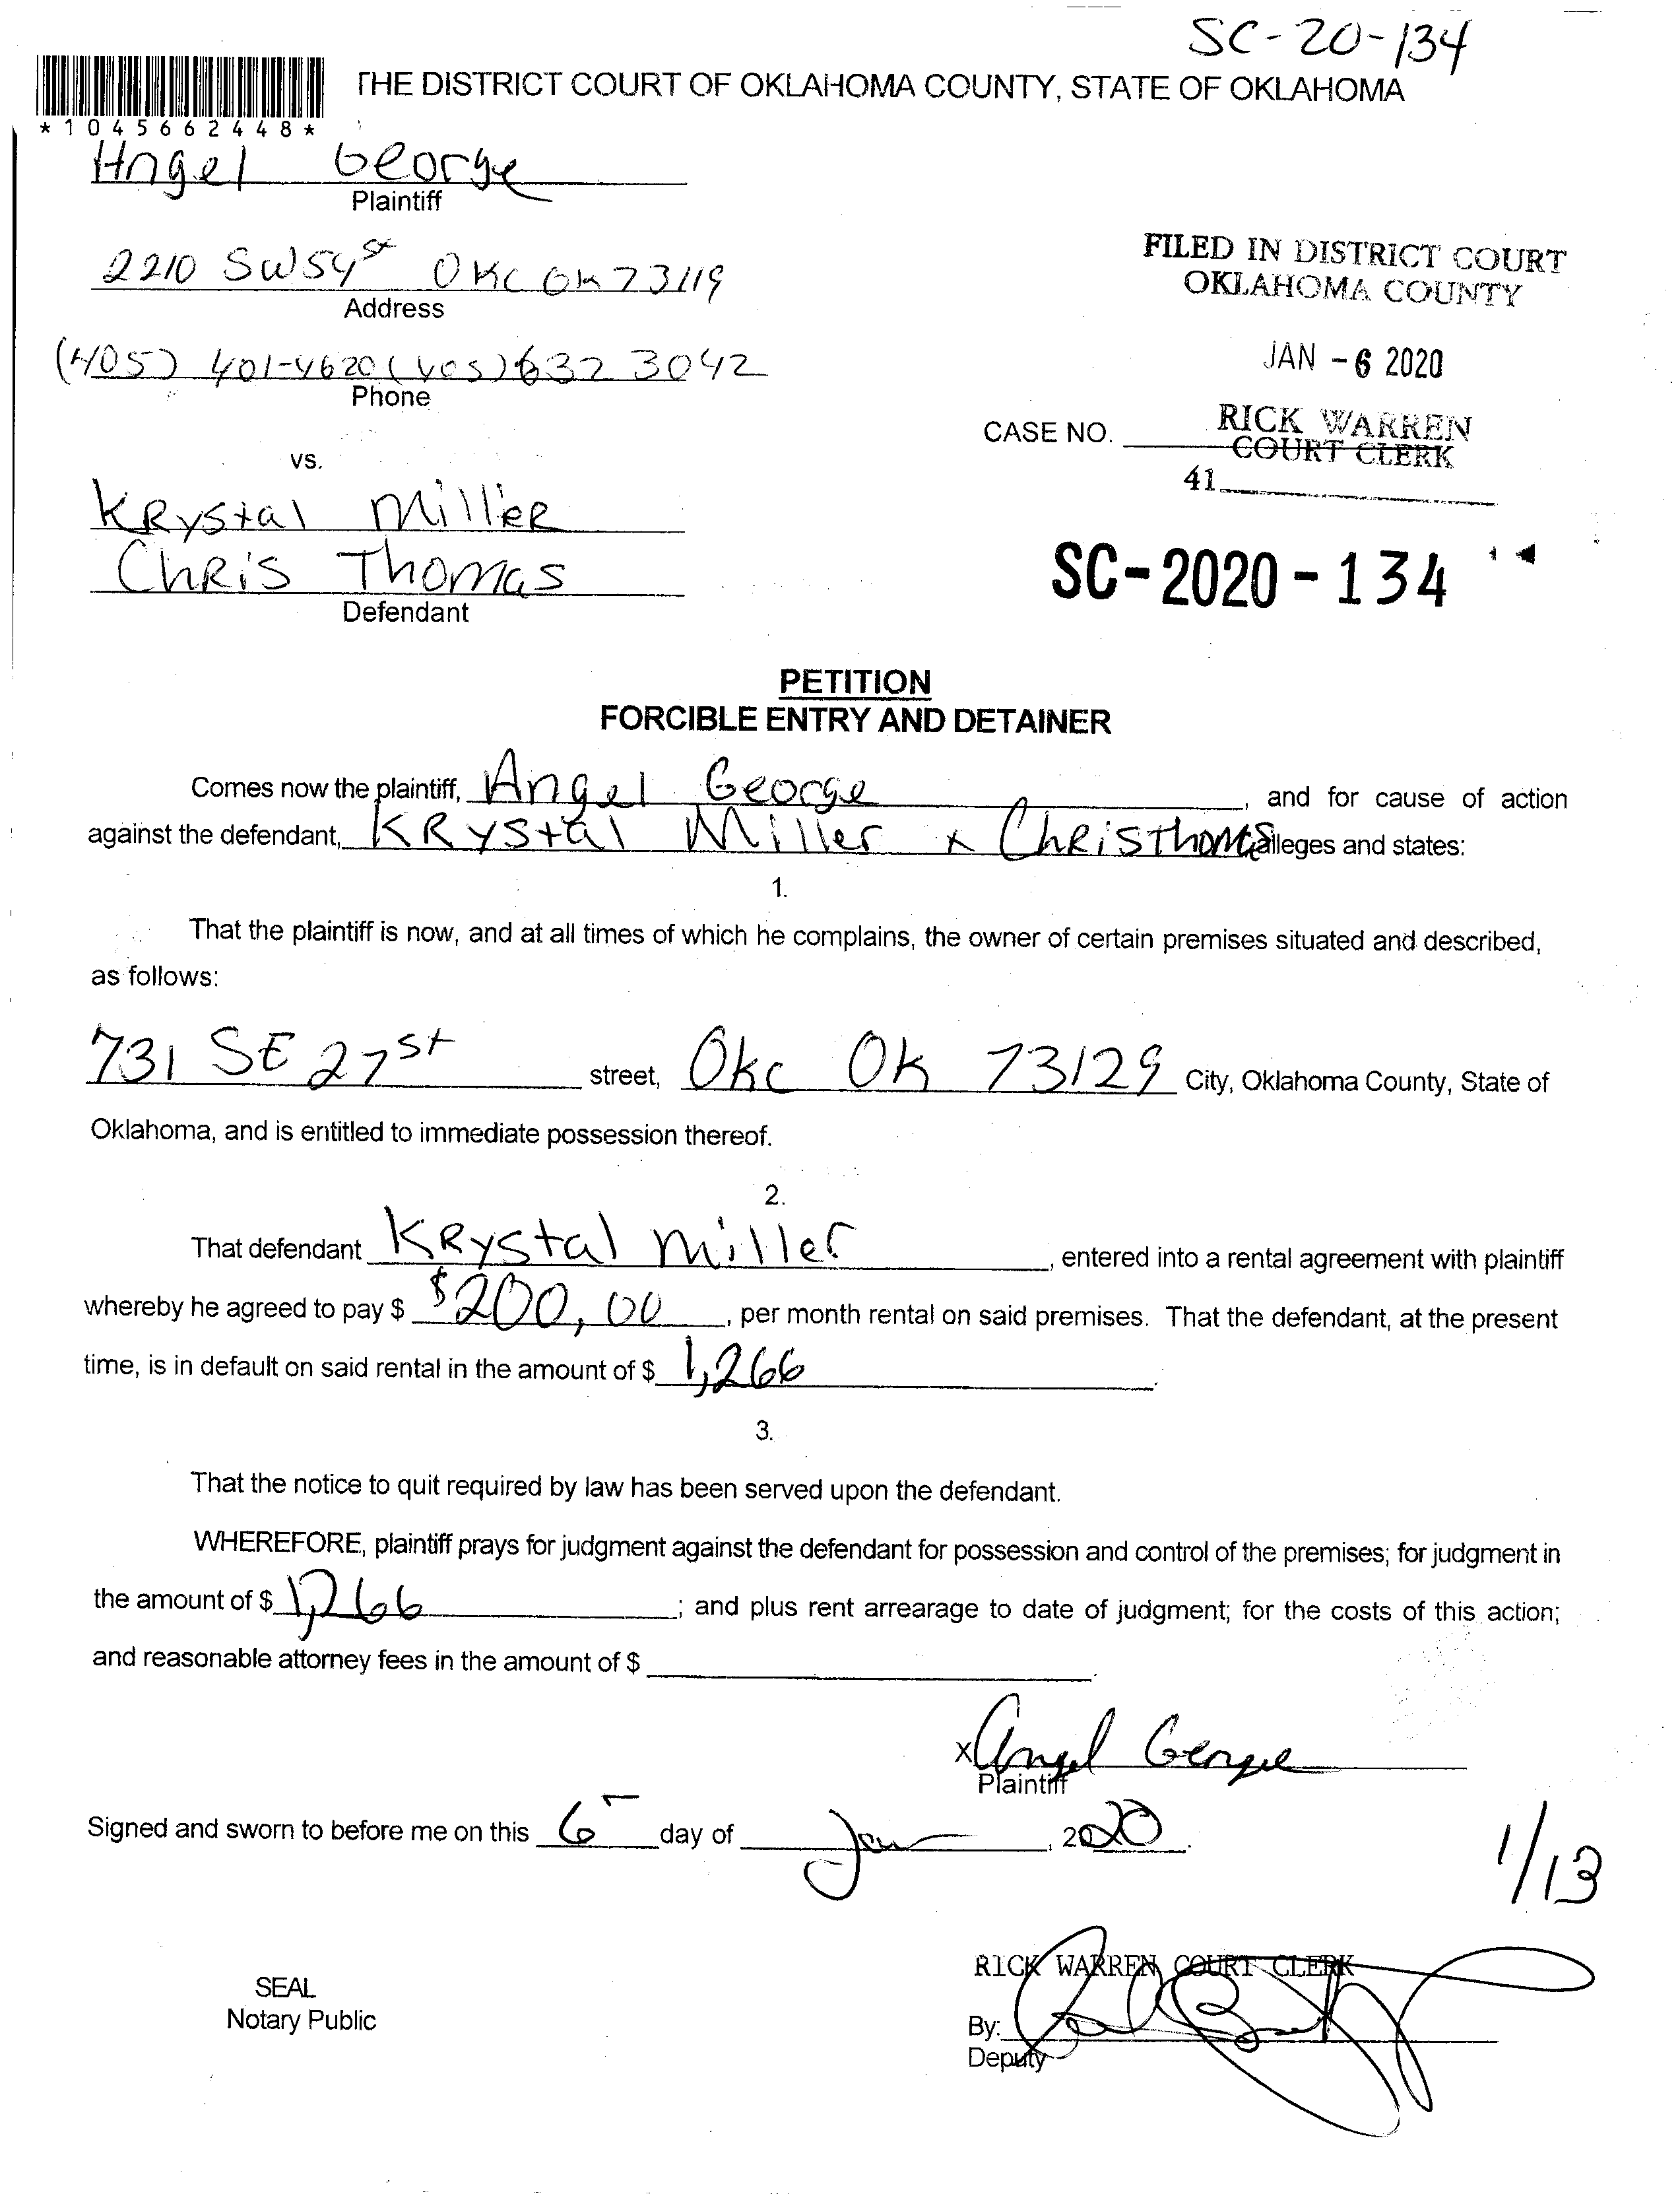 SC-20-134
THE DISTRICT COURT OF OKLAHOMA COUNTY, STATE OF OKLAHOMA
*1045662448*
Angel George
Plaintiff
2210 SW 54 st OKC OK 73119
Address
(405) 401-4620 (405) 632 3042
Phone
FILED IN DISTRICT COURT
OKLAHOMA COUNTY
JAN - 6 2020
RICK WARREN
COURT CLERK
CASE NO.
41
vs.
KRystal MilleR
ChRis Thomas
Defendant
SC-2020-134
PETITION
FORCIBLE ENTRY AND DETAINER
Comes now the plaintiff, Angel George, and for cause of action
against the defendant, KRystal Miller & ChRisthomas alleges and states:
1.
That the plaintiff is now, and at all times of which he complains, the owner of certain premises situated and described,
as follows:
731 SE 27 st street, Okc OK 73129 City, Oklahoma County, State of
Oklahoma, and is entitled to immediate possession thereof.
2.
That defendant KRystal miller, entered into a rental agreement with plaintiff
whereby he agreed to pay $ $200,00, per month rental on said premises. That the defendant, at the present
time, is in default on said rental in the amount of $ 1,266.
3.
That the notice to quit required by law has been served upon the defendant.
WHEREFORE, plaintiff prays for judgment against the defendant for possession and control of the premises; for judgment in
the amount of $ 1,266; and plus rent arrearage to date of judgment; for the costs of this action;
and reasonable attorney fees in the amount of $.
x Angel George
Plaintiff
Signed and sworn to before me on this 6 day of Jan, 2020.
1/13
RICK WARREN COURT CLERK
SEAL
Notary Public
By:
Deputy